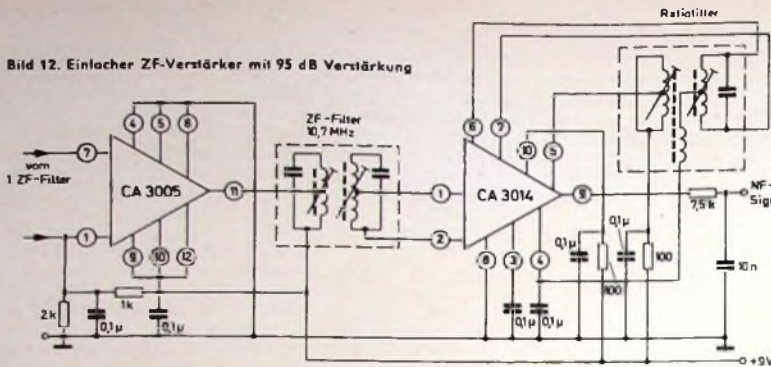 Ratiofilter
Bild 12. Einfacher ZF-Verstärker mit 95 dB Verstärkung
ZF-Filter
10,7 MHz
vom
1 ZF-Filter
7
1
4
5
8
CA 3005
11
9
10
12
2k
0,1µ
1k
0,1µ
6
7
10
5
1
2
CA 3014
9
8
3
4
0,1µ
0,1µ
0,1µ
100
0,1µ
100
7,5k
NF-
Sign
10n
+9V